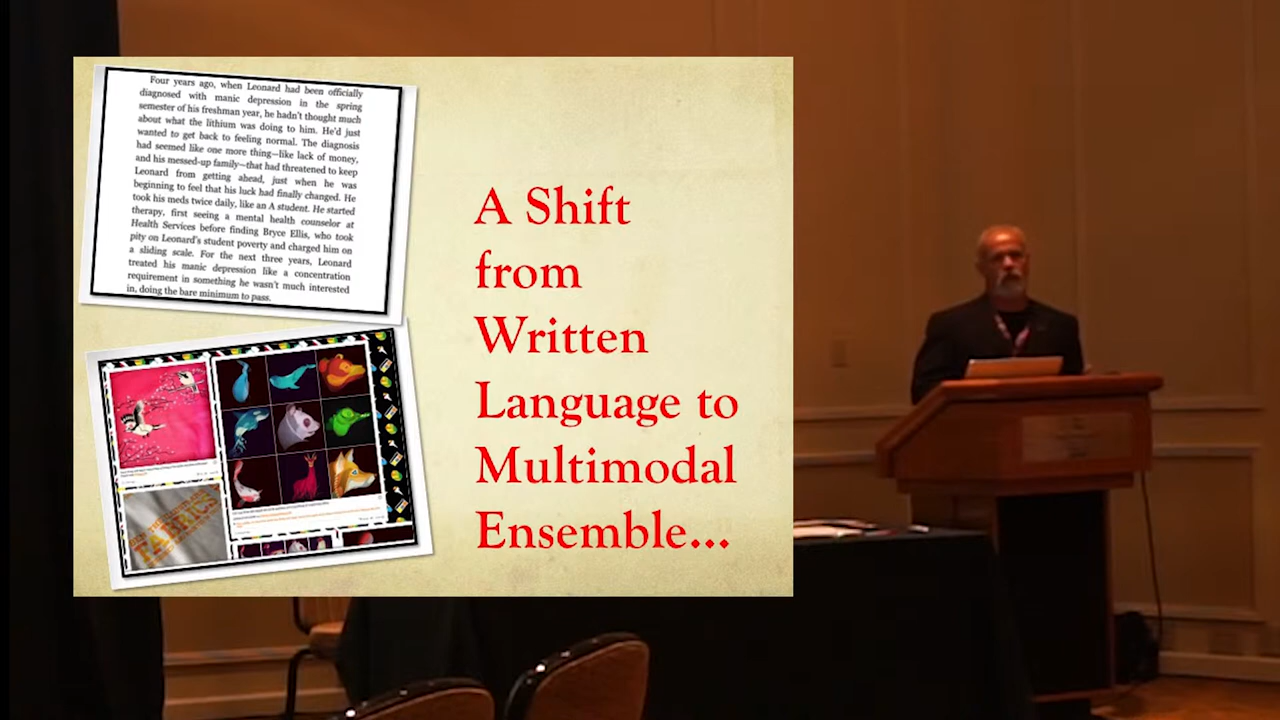 Four years ago, when Leonard had been officially
diagnosed with manic depression in the spring
semester of his freshman year, he hadn't thought much
about what the lithium was doing to him. He'd just
wanted to get back to feeling normal. The diagnosis
had seemed like one more thing—like lack of money,
and his messed-up family—that had threatened to keep
Leonard from getting ahead, just when he was
beginning to feel that his luck had finally changed. He
took his meds twice daily, like an A student. He started
therapy, first seeing a mental health counselor at
Health Services before finding Bryce Ellis, who took
pity on Leonard's student poverty and charged him on
a sliding scale. For the next three years, Leonard
treated his manic depression like a concentration
requirement in something he wasn't much interested
in, doing the bare minimum to pass.
A Shift
from
Written
Language to
Multimodal
Ensemble...
FABRICS